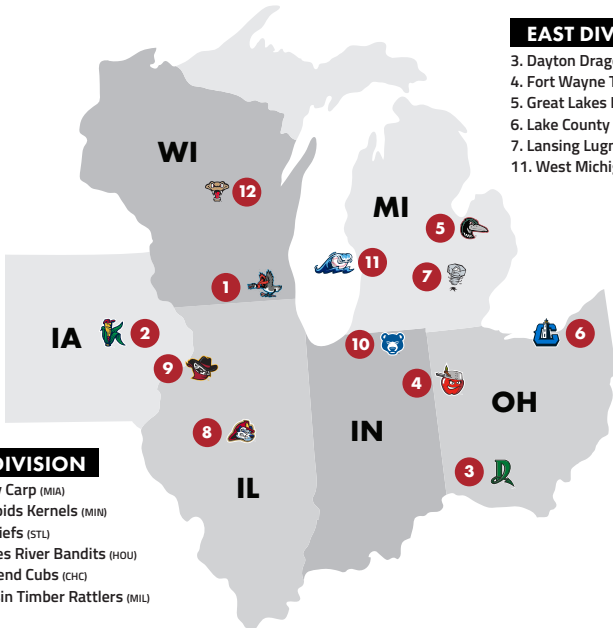 EAST DIV
3. Dayton Drag
4. Fort Wayne T
5. Great Lakes
6. Lake County
7. Lansing Lugn
11. West Michi
WI
12
MI
5
11
7
1
IA
2
10
6
9
4
OH
8
IN
3
IL
DIVISION
y Carp (MIA)
pids Kernels (MIN)
iefs (STL)
es River Bandits (HOU)
end Cubs (CHC)
in Timber Rattlers (MIL)